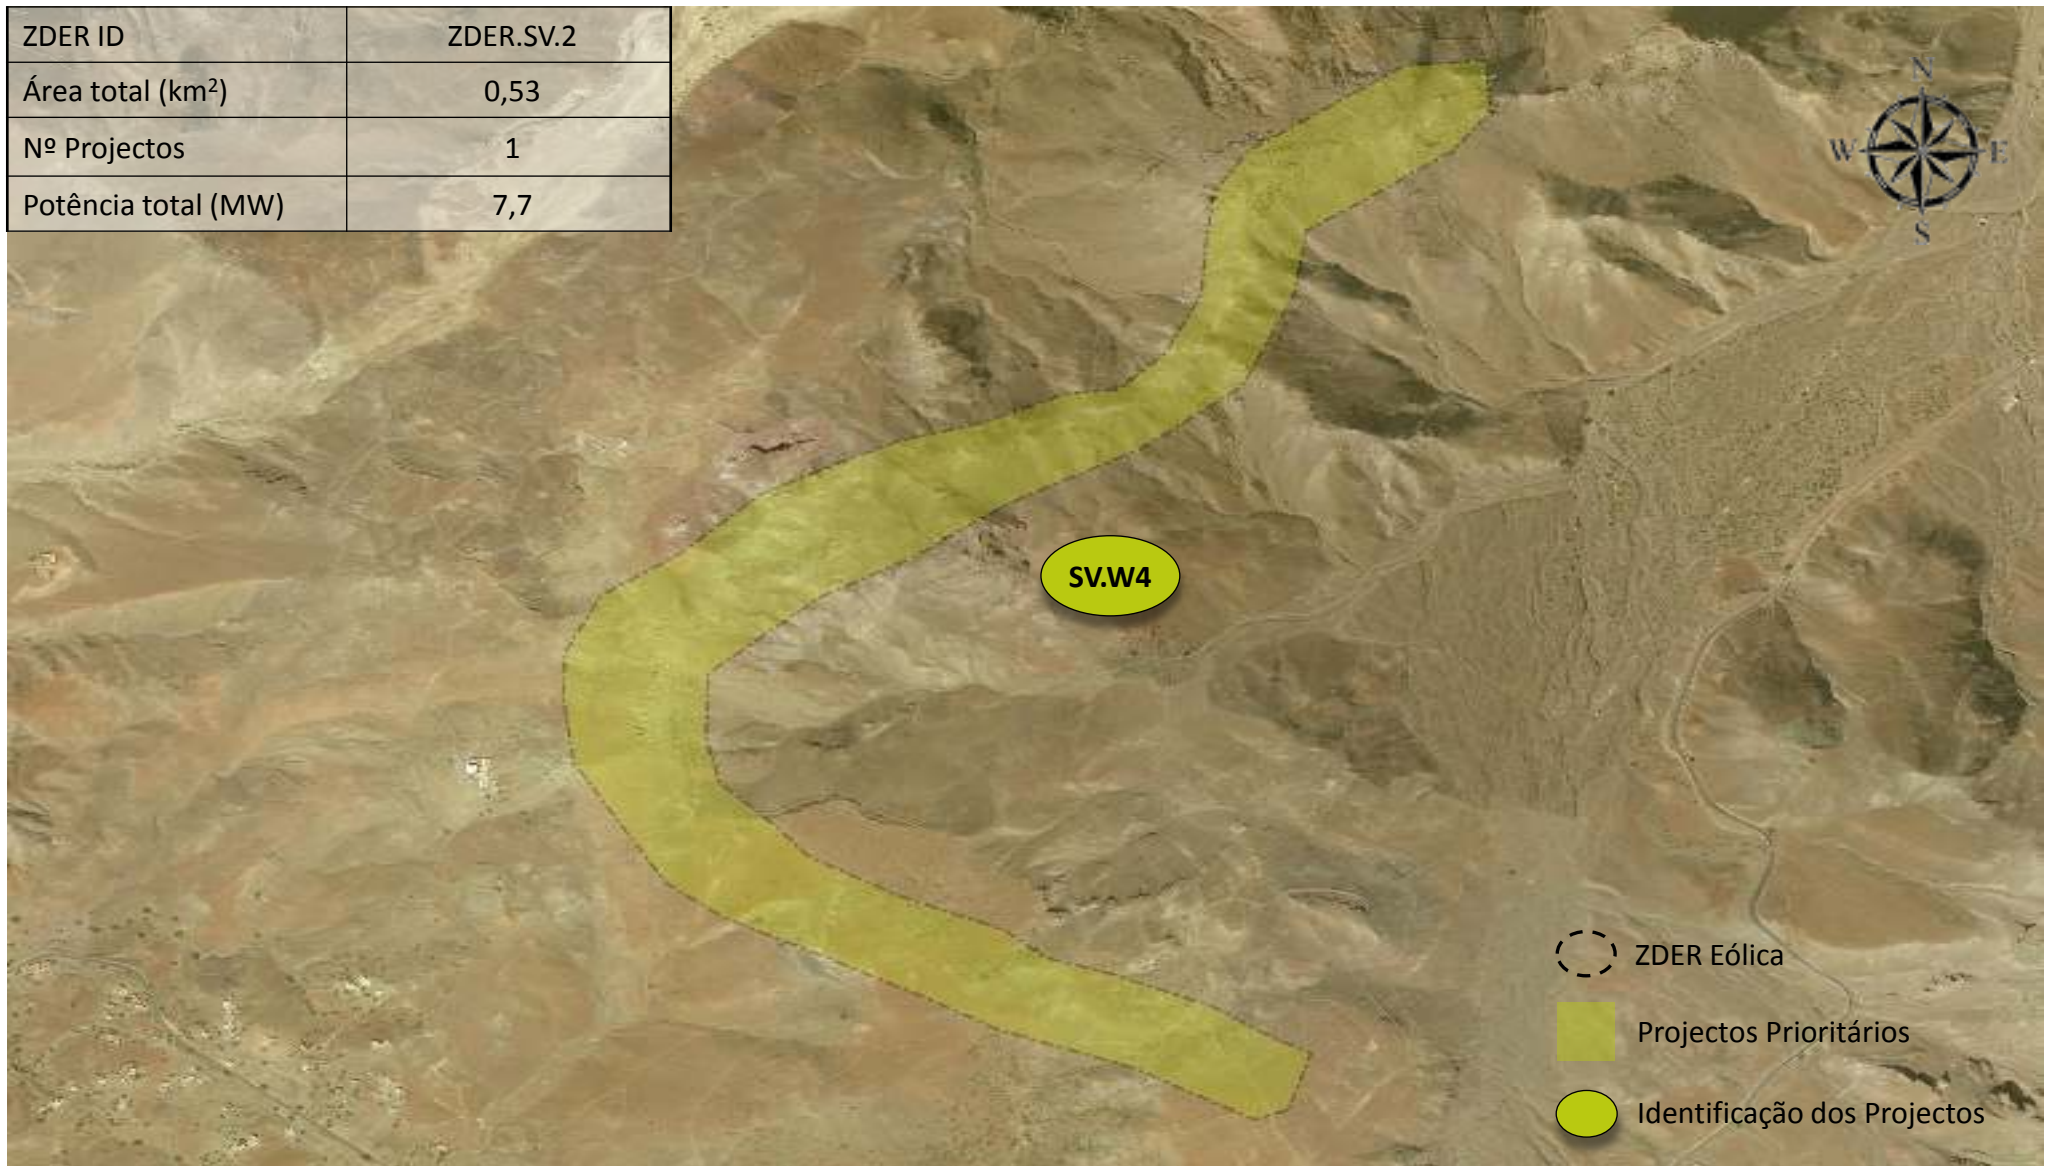 ZDER ID ZDER.SV.2
Área total (km²) 0,53
Nº Projectos 1
Potência total (MW) 7,7
N
W E
S
SV.W4
ZDER Eólica
Projectos Prioritários
Identificação dos Projectos